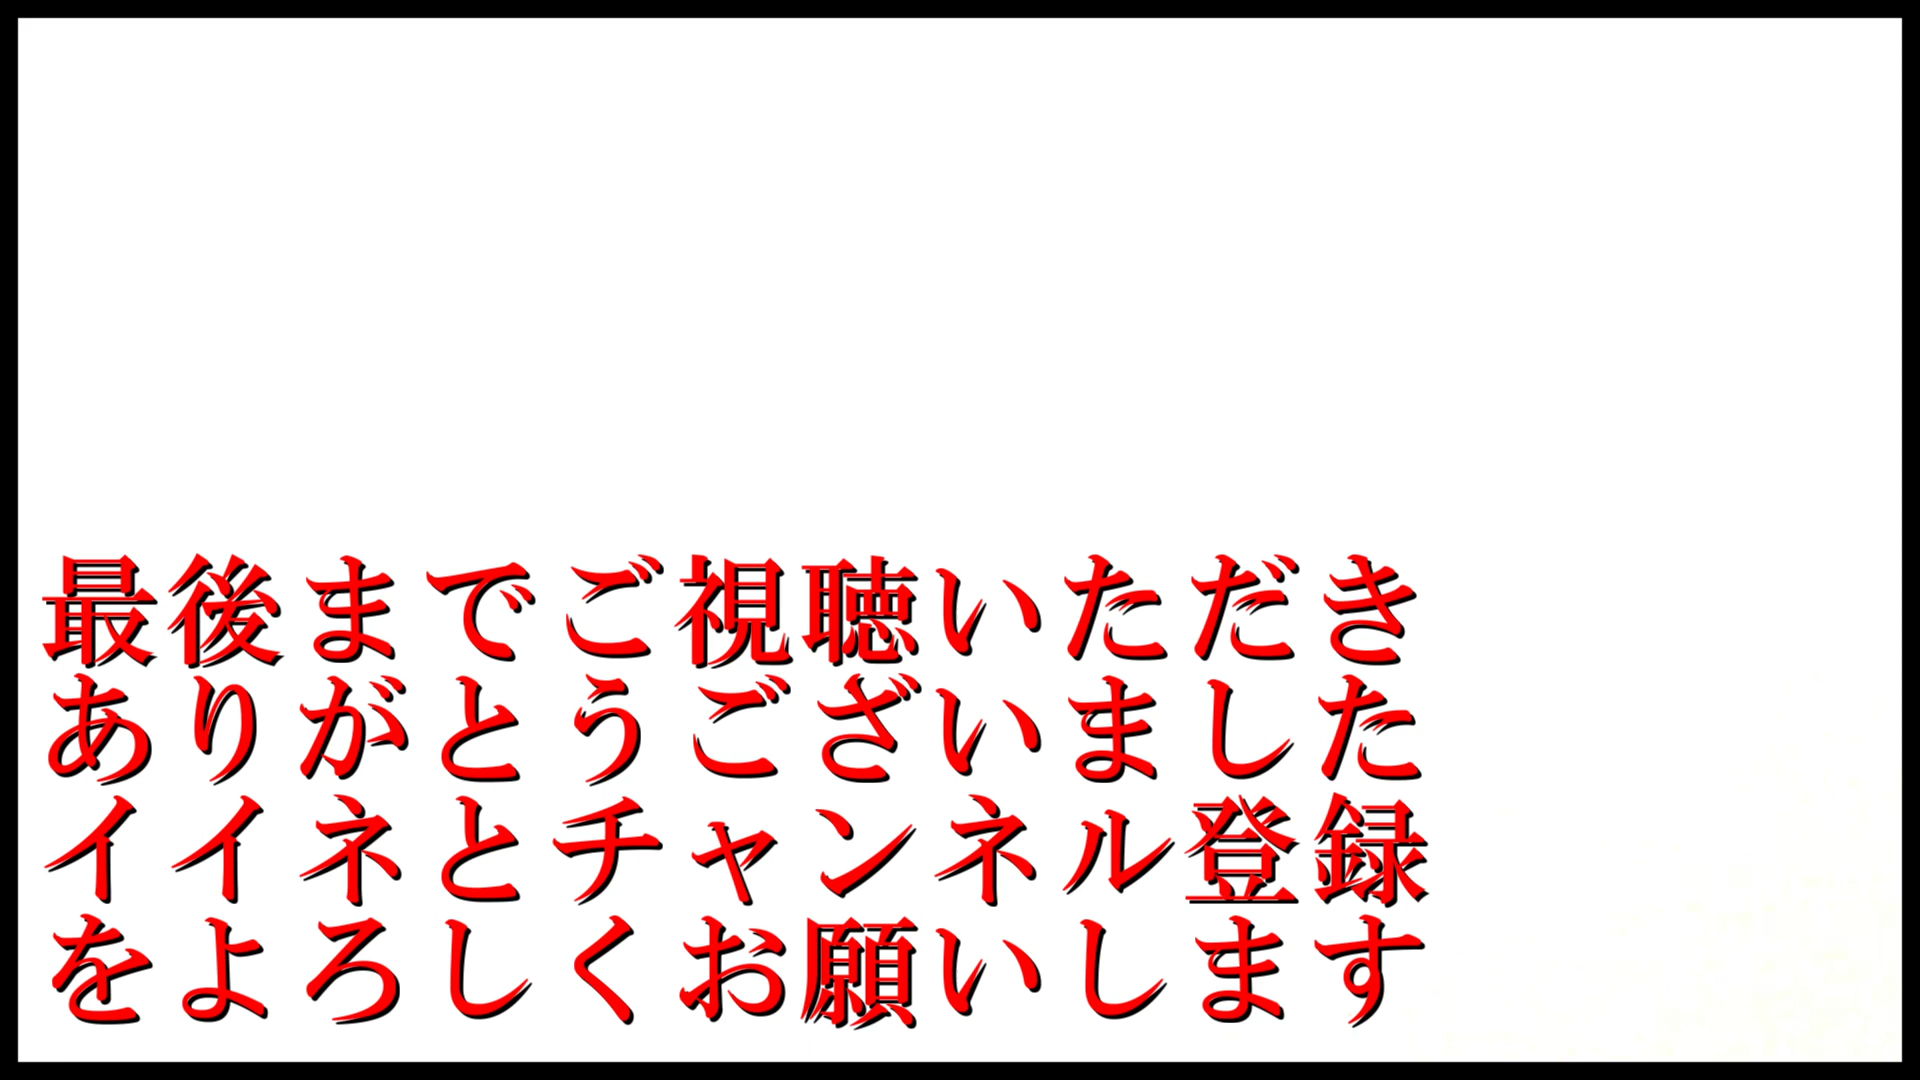 最後までご視聴いただき
ありがとうございました
イイネとチャンネル登録
をよろしくお願いします